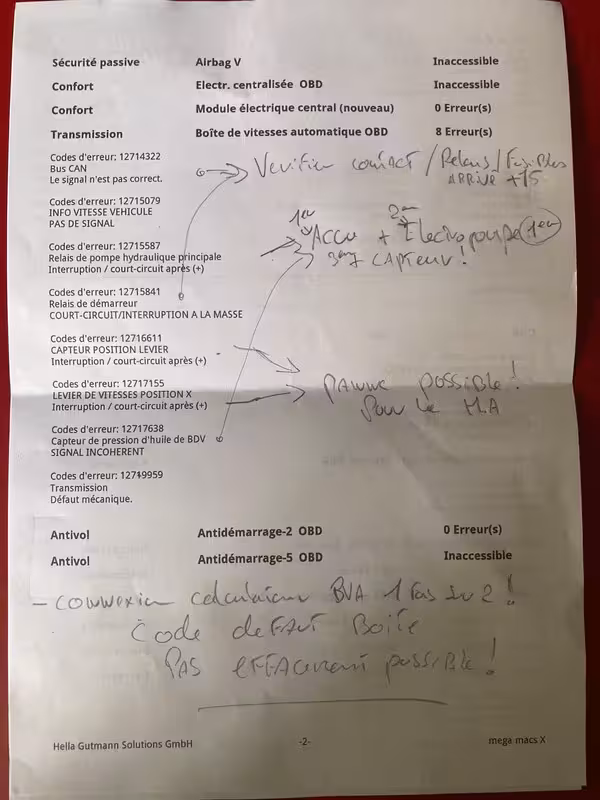 Sécurité passive Airbag V Inaccessible
Confort Electr. centralisée OBD Inaccessible
Confort Module électrique central (nouveau) 0 Erreur(s)
Transmission Boîte de vitesses automatique OBD 8 Erreur(s)
Codes d'erreur: 12714322
Bus CAN
Le signal n'est pas correct.
Verifier contact / Relais / Fusibles
ARRIVÉ +15
Codes d'erreur: 12715079
INFO VITESSE VEHICULE
PAS DE SIGNAL
1er 2em
Accu + Electropompe 1er
3em capteur !
Codes d'erreur: 12715587
Relais de pompe hydraulique principale
Interruption / court-circuit après (+)
Codes d'erreur: 12715841
Relais de démarreur
COURT-CIRCUIT/INTERRUPTION A LA MASSE
Codes d'erreur: 12716611
CAPTEUR POSITION LEVIER
Interruption / court-circuit après (+)
Codes d'erreur: 12717155
LEVIER DE VITESSES POSITION X
Interruption / court-circuit après (+)
PANNE possible !
Pour la M.A
Codes d'erreur: 12717638
Capteur de pression d'huile de BDV
SIGNAL INCOHERENT
Codes d'erreur: 12719959
Transmission
Défaut mécanique.
Antivol Antidémarrage-2 OBD 0 Erreur(s)
Antivol Antidémarrage-5 OBD Inaccessible
- connexion calculateur BVA 1 fois sur 2 !
Code defaut Boite
PAS effacement possible !
Hella Gutmann Solutions GmbH -2- mega macs X